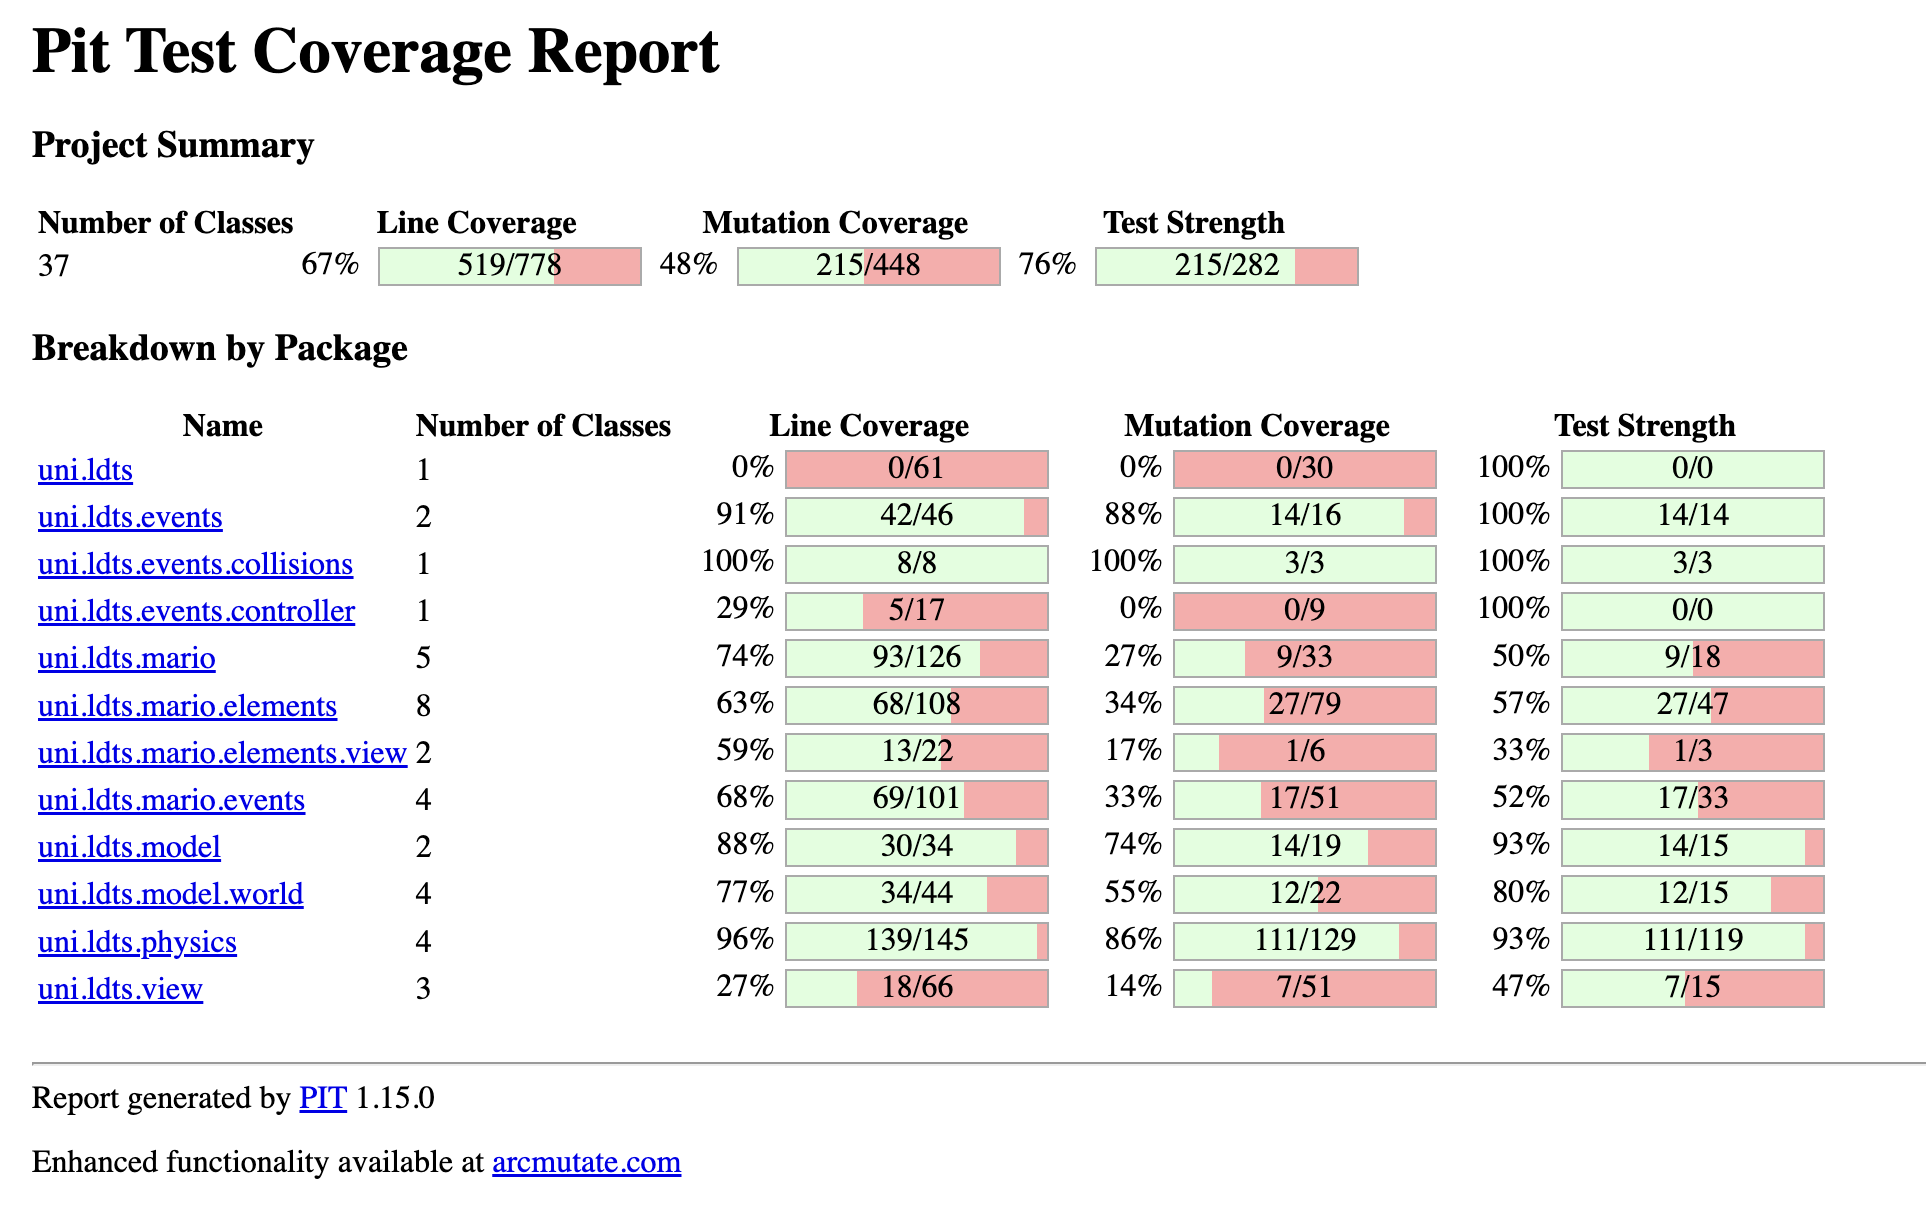 Pit Test Coverage Report
Project Summary
Number of Classes Line Coverage Mutation Coverage Test Strength
37 67% 519/778 48% 215/448 76% 215/282
Breakdown by Package
Name Number of Classes Line Coverage Mutation Coverage Test Strength
uni.ldts 1 0% 0/61 0% 0/30 100% 0/0
uni.ldts.events 2 91% 42/46 88% 14/16 100% 14/14
uni.ldts.events.collisions 1 100% 8/8 100% 3/3 100% 3/3
uni.ldts.events.controller 1 29% 5/17 0% 0/9 100% 0/0
uni.ldts.mario 5 74% 93/126 27% 9/33 50% 9/18
uni.ldts.mario.elements 8 63% 68/108 34% 27/79 57% 27/47
uni.ldts.mario.elements.view 2 59% 13/22 17% 1/6 33% 1/3
uni.ldts.mario.events 4 68% 69/101 33% 17/51 52% 17/33
uni.ldts.model 2 88% 30/34 74% 14/19 93% 14/15
uni.ldts.model.world 4 77% 34/44 55% 12/22 80% 12/15
uni.ldts.physics 4 96% 139/145 86% 111/129 93% 111/119
uni.ldts.view 3 27% 18/66 14% 7/51 47% 7/15
Report generated by PIT 1.15.0
Enhanced functionality available at arcmutate.com